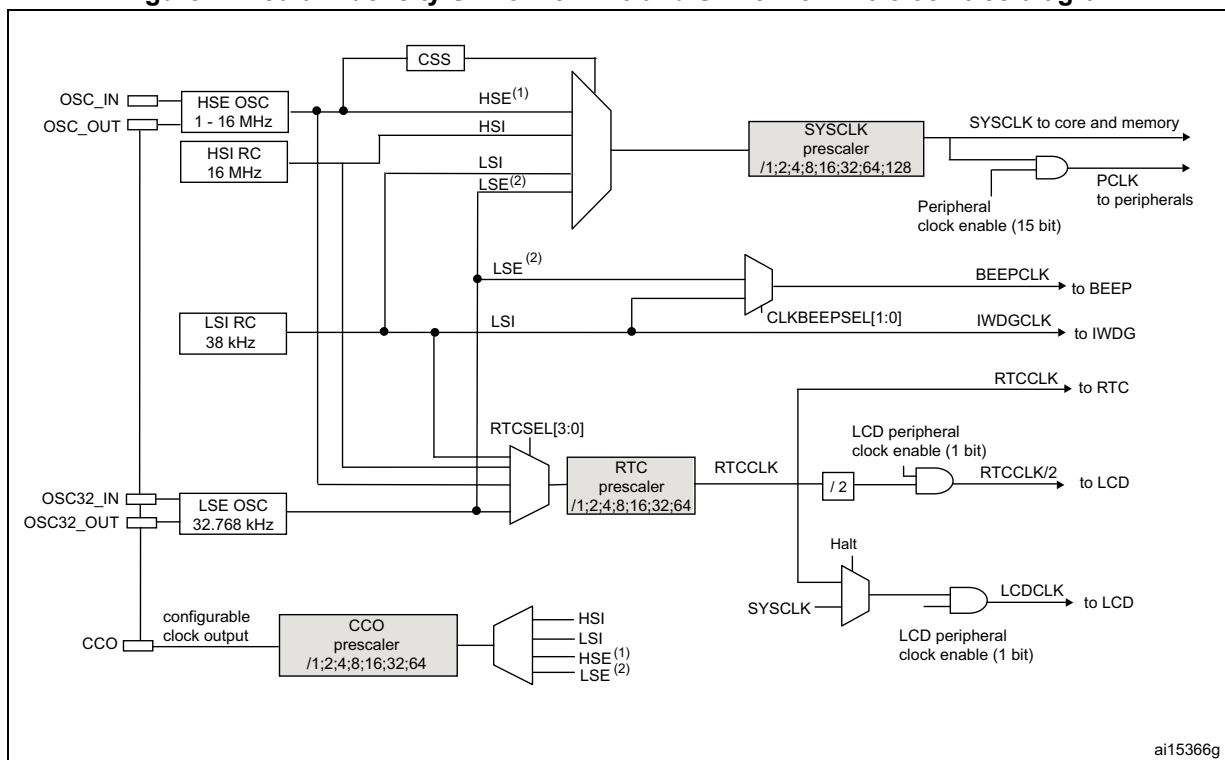 CSS
OSC_IN
OSC_OUT
HSE OSC
1 - 16 MHz
HSE(1)
HSI RC
16 MHz
HSI
LSI
LSE(2)
SYSCLK
prescaler
/1;2;4;8;16;32;64;128
SYSCLK to core and memory
PCLK
to peripherals
Peripheral
clock enable (15 bit)
LSE(2)
BEEPCLK
to BEEP
CLKBEEPSEL[1:0]
LSI RC
38 kHz
LSI
IWDGCLK
to IWDG
RTCCLK
to RTC
RTCSEL[3:0]
LCD peripheral
clock enable (1 bit)
RTC
prescaler
/1;2;4;8;16;32;64
RTCCLK
/ 2
RTCCLK/2
to LCD
OSC32_IN
OSC32_OUT
LSE OSC
32.768 kHz
Halt
SYSCLK
LCDCLK
to LCD
LCD peripheral
clock enable (1 bit)
CCO
configurable
clock output
CCO
prescaler
/1;2;4;8;16;32;64
HSI
LSI
HSE(1)
LSE(2)
ai15366g